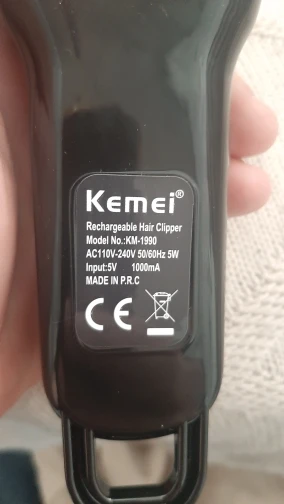 Kemei®
Rechargeable Hair Clipper
Model No.:KM-1990
AC110V-240V 50/60Hz 5W
Input:5V 1000mA
MADE IN P.R.C
CE